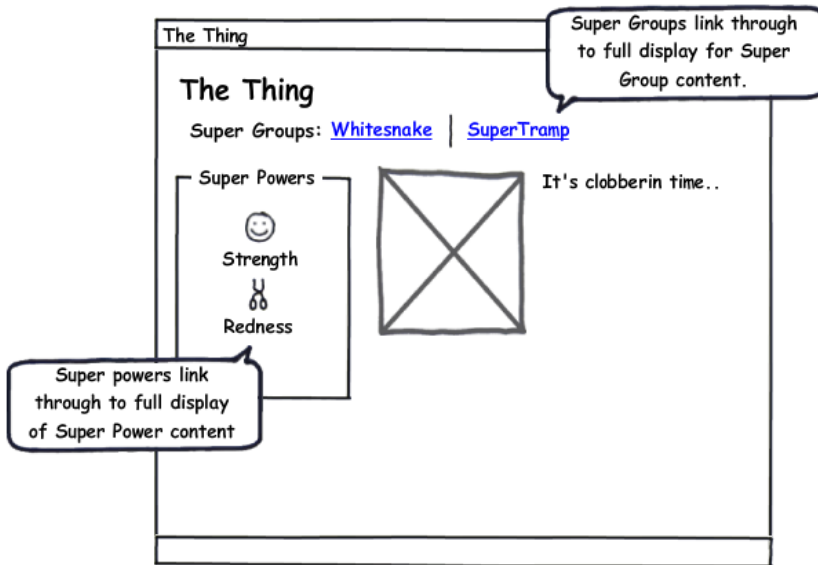 The Thing
Super Groups link through
to full display for Super
Group content.
The Thing
Super Groups: Whitesnake | SuperTramp
Super Powers
It's clobberin time..
Strength
Redness
Super powers link
through to full display
of Super Power content